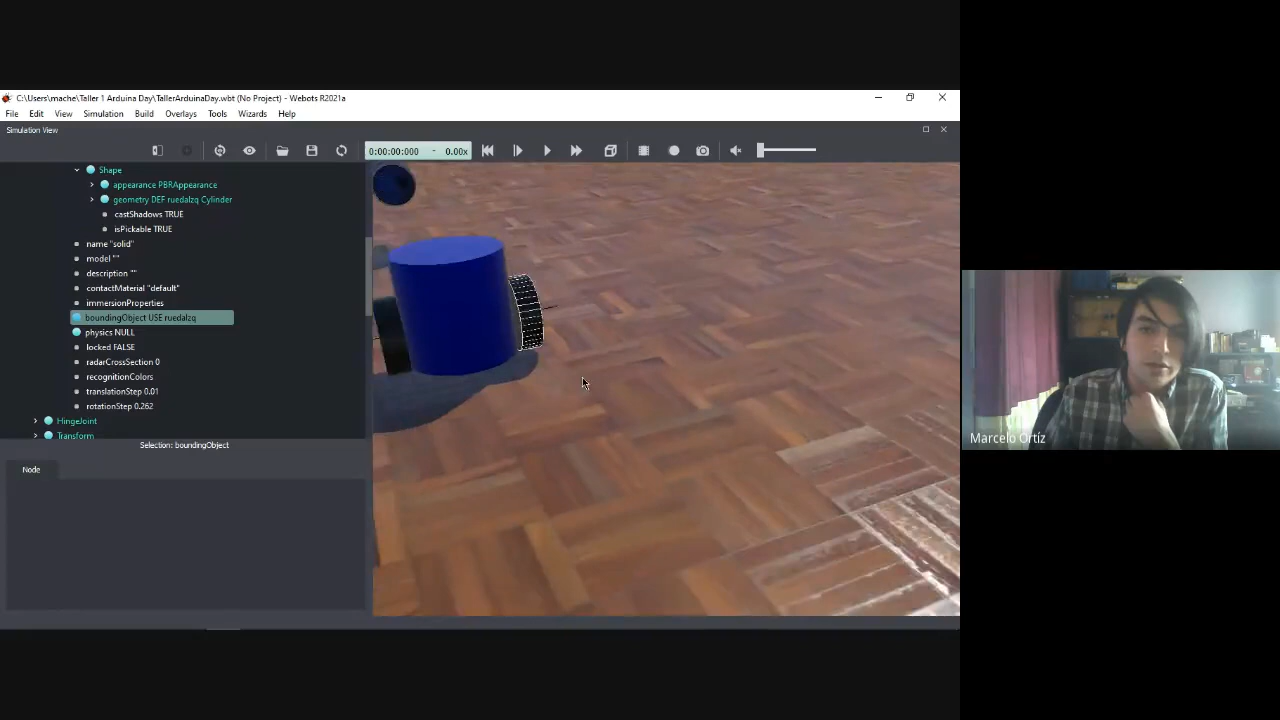 C:\Users\mache\Taller 1 Arduina Day\TallerArduinaDay.wbt (No Project) - Webots R2021a
File Edit View Simulation Build Overlays Tools Wizards Help
Simulation View
0:00:00:000 - 0.00x
Shape
appearance PBRAppearance
geometry DEF ruedaIzq Cylinder
castShadows TRUE
isPickable TRUE
name "solid"
model ""
description ""
contactMaterial "default"
immersionProperties
boundingObject USE ruedaIzq
physics NULL
locked FALSE
radarCrossSection 0
recognitionColors
translationStep 0.01
rotationStep 0.262
HingeJoint
Transform
Selection: boundingObject
Node
Marcelo Ortíz